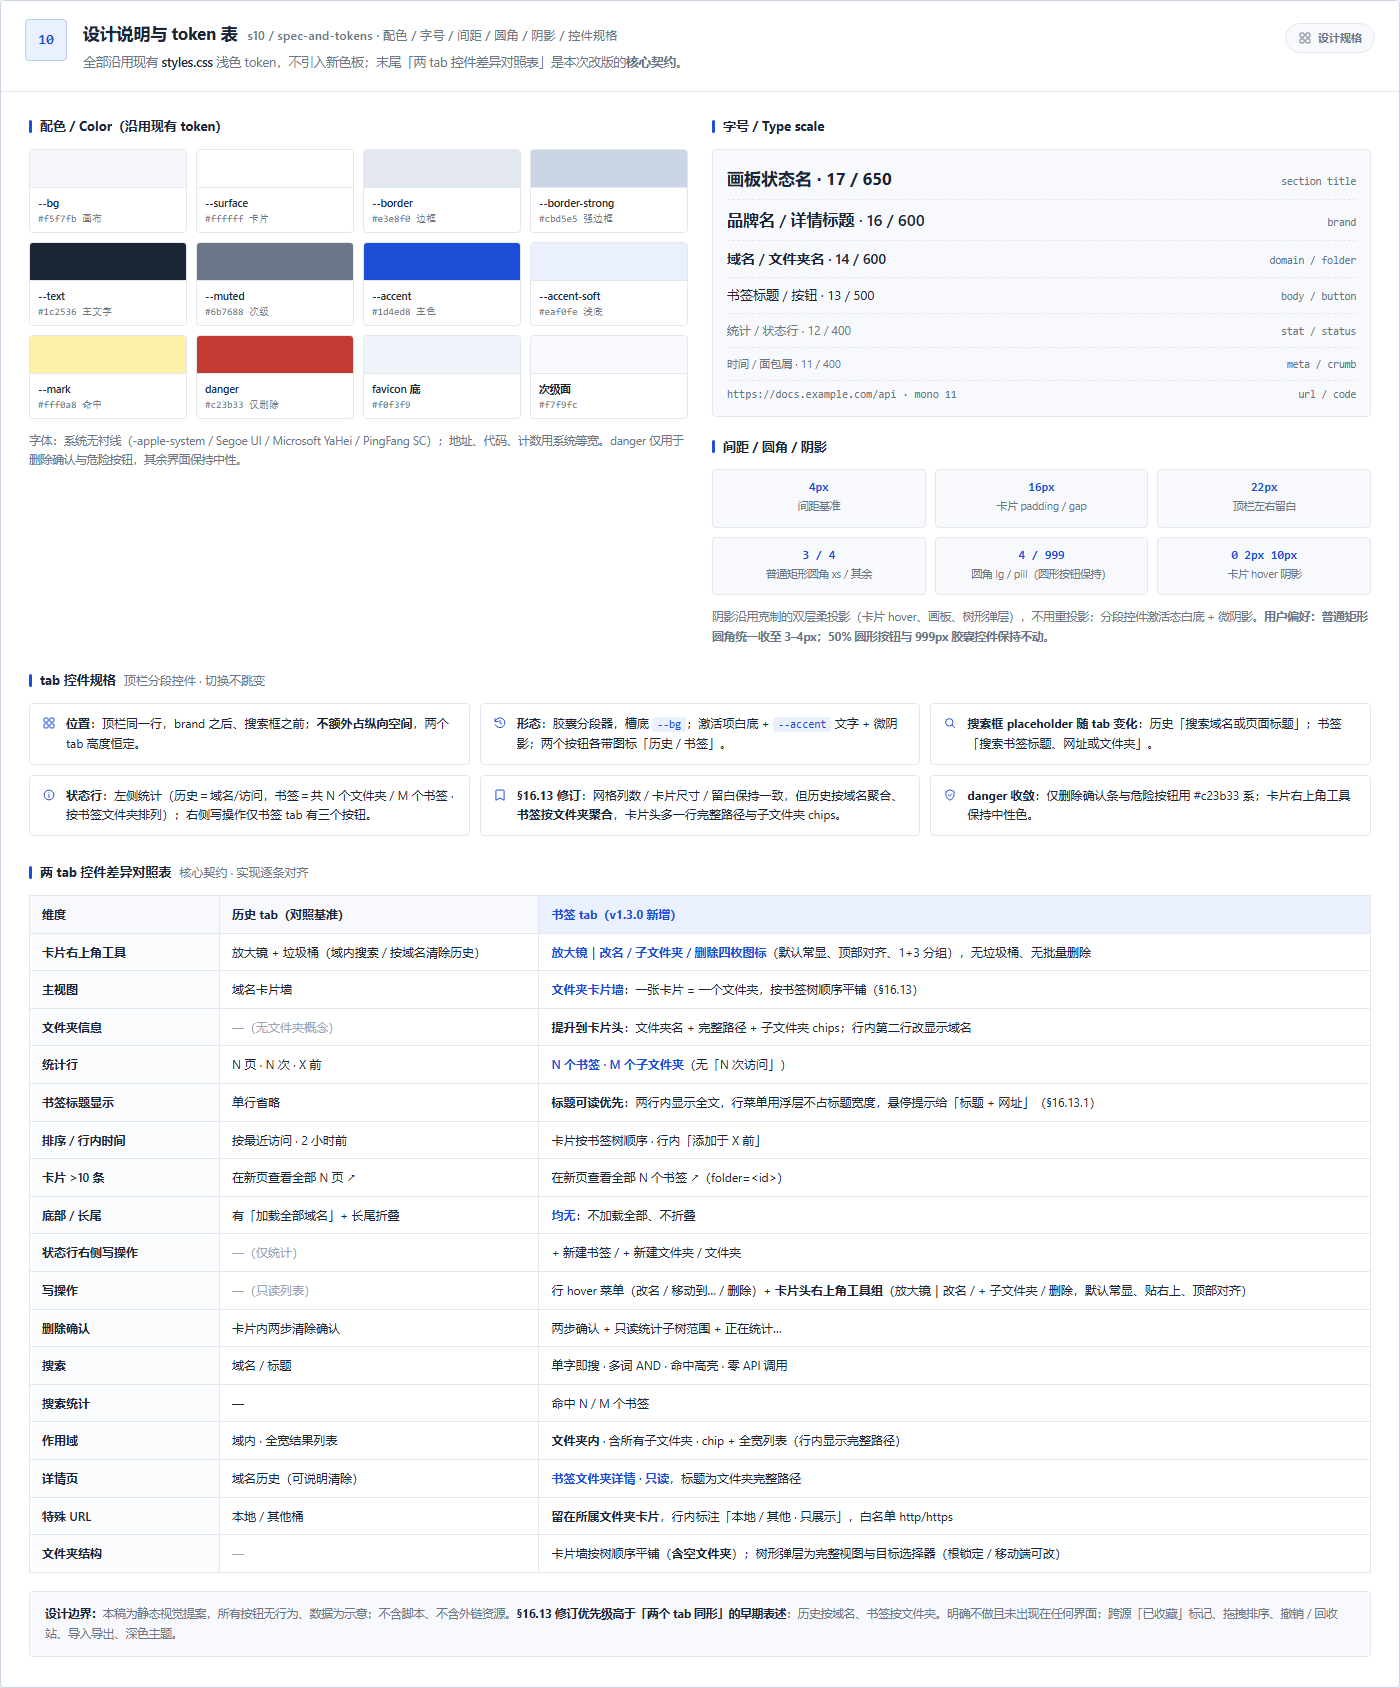 10
设计说明与 token 表 s10 / spec-and-tokens · 配色 / 字号 / 间距 / 圆角 / 阴影 / 控件规格
全部沿用现有 styles.css 浅色 token，不引入新色板；末尾「两 tab 控件差异对照表」是本次改版的核心契约。
设计规格
配色 / Color（沿用现有 token）
--bg
#f5f7fb 画布
--surface
#ffffff 卡片
--border
#e3e8f0 边框
--border-strong
#cbd5e5 强边框
--text
#1c2536 主文字
--muted
#6b7688 次级
--accent
#1d4ed8 主色
--accent-soft
#eaf0fe 浅底
--mark
#fff0a8 命中
danger
#c23b33 仅删除
favicon 底
#f0f3f9
次级面
#f7f9fc
字体：系统无衬线（-apple-system / Segoe UI / Microsoft YaHei / PingFang SC）；地址、代码、计数用系统等宽。danger 仅用于
删除确认与危险按钮，其余界面保持中性。
字号 / Type scale
画板状态名 · 17 / 650 section title
品牌名 / 详情标题 · 16 / 600 brand
域名 / 文件夹名 · 14 / 600 domain / folder
书签标题 / 按钮 · 13 / 500 body / button
统计 / 状态行 · 12 / 400 stat / status
时间 / 面包屑 · 11 / 400 meta / crumb
https://docs.example.com/api · mono 11 url / code
间距 / 圆角 / 阴影
4px
间距基准
16px
卡片 padding / gap
22px
顶栏左右留白
3 / 4
普通矩形圆角 xs / 其余
4 / 999
圆角 lg / pill（圆形按钮保持）
0 2px 10px
卡片 hover 阴影
阴影沿用克制的双层柔投影（卡片 hover、画板、树形弹层），不用重投影；分段控件激活态白底 + 微阴影。用户偏好：普通矩形
圆角统一收至 3–4px；50% 圆形按钮与 999px 胶囊控件保持不动。
tab 控件规格 顶栏分段控件 · 切换不跳变
位置：顶栏同一行，brand 之后、搜索框之前；不额外占纵向空间，两个
tab 高度恒定。
形态：胶囊分段器，槽底 --bg；激活项白底 + --accent 文字 + 微阴
影；两个按钮各带图标「历史 / 书签」。
搜索框 placeholder 随 tab 变化：历史「搜索域名或页面标题」；书签
「搜索书签标题、网址或文件夹」。
状态行：左侧统计（历史＝域名/访问，书签＝共 N 个文件夹 / M 个书签 ·
按书签文件夹排列）；右侧写操作仅书签 tab 有三个按钮。
§16.13 修订：网格列数 / 卡片尺寸 / 留白保持一致，但历史按域名聚合、
书签按文件夹聚合，卡片头多一行完整路径与子文件夹 chips。
danger 收敛：仅删除确认条与危险按钮用 #c23b33 系；卡片右上角工具
保持中性色。
两 tab 控件差异对照表 核心契约 · 实现逐条对齐
维度 历史 tab（对照基准） 书签 tab（v1.3.0 新增）
卡片右上角工具 放大镜 + 垃圾桶（域内搜索 / 按域名清除历史） 放大镜 | 改名 / 子文件夹 / 删除四枚图标（默认常显、顶部对齐、1+3 分组），无垃圾桶、无批量删除
主视图 域名卡片墙 文件夹卡片墙：一张卡片 = 一个文件夹，按书签树顺序平铺（§16.13）
文件夹信息 —（无文件夹概念） 提升到卡片头：文件夹名 + 完整路径 + 子文件夹 chips；行内第二行改显示域名
统计行 N 页 · N 次 · X 前 N 个书签 · M 个子文件夹（无「N 次访问」）
书签标题显示 单行省略 标题可读优先：两行内显示全文，行菜单用浮层不占标题宽度，悬停提示给「标题 + 网址」（§16.13.1）
排序 / 行内时间 按最近访问 · 2 小时前 卡片按书签树顺序 · 行内「添加于 X 前」
卡片 >10 条 在新页查看全部 N 页 ↗ 在新页查看全部 N 个书签 ↗（folder=<id>）
底部 / 长尾 有「加载全部域名」+ 长尾折叠 均无：不加载全部、不折叠
状态行右侧写操作 —（仅统计） + 新建书签 / + 新建文件夹 / 文件夹
写操作 —（只读列表） 行 hover 菜单（改名 / 移动到… / 删除）+ 卡片头右上角工具组（放大镜 | 改名 / + 子文件夹 / 删除，默认常显、贴右上、顶部对齐）
删除确认 卡片内两步清除确认 两步确认 + 只读统计子树范围 + 正在统计…
搜索 域名 / 标题 单字即搜 · 多词 AND · 命中高亮 · 零 API 调用
搜索统计 — 命中 N / M 个书签
作用域 域内 · 全宽结果列表 文件夹内 · 含所有子文件夹 · chip + 全宽列表（行内显示完整路径）
详情页 域名历史（可说明清除） 书签文件夹详情 · 只读，标题为文件夹完整路径
特殊 URL 本地 / 其他桶 留在所属文件夹卡片，行内标注「本地 / 其他 · 只展示」，白名单 http/https
文件夹结构 — 卡片墙按树顺序平铺（含空文件夹）；树形弹层为完整视图与目标选择器（根锁定 / 移动端可改）
设计边界：本稿为静态视觉提案，所有按钮无行为、数据为示意；不含脚本、不含外链资源。§16.13 修订优先级高于「两个 tab 同形」的早期表述：历史按域名、书签按文件夹。明确不做且未出现在任何界面：跨源「已收藏」标记、拖拽排序、撤销 / 回收
站、导入导出、深色主题。